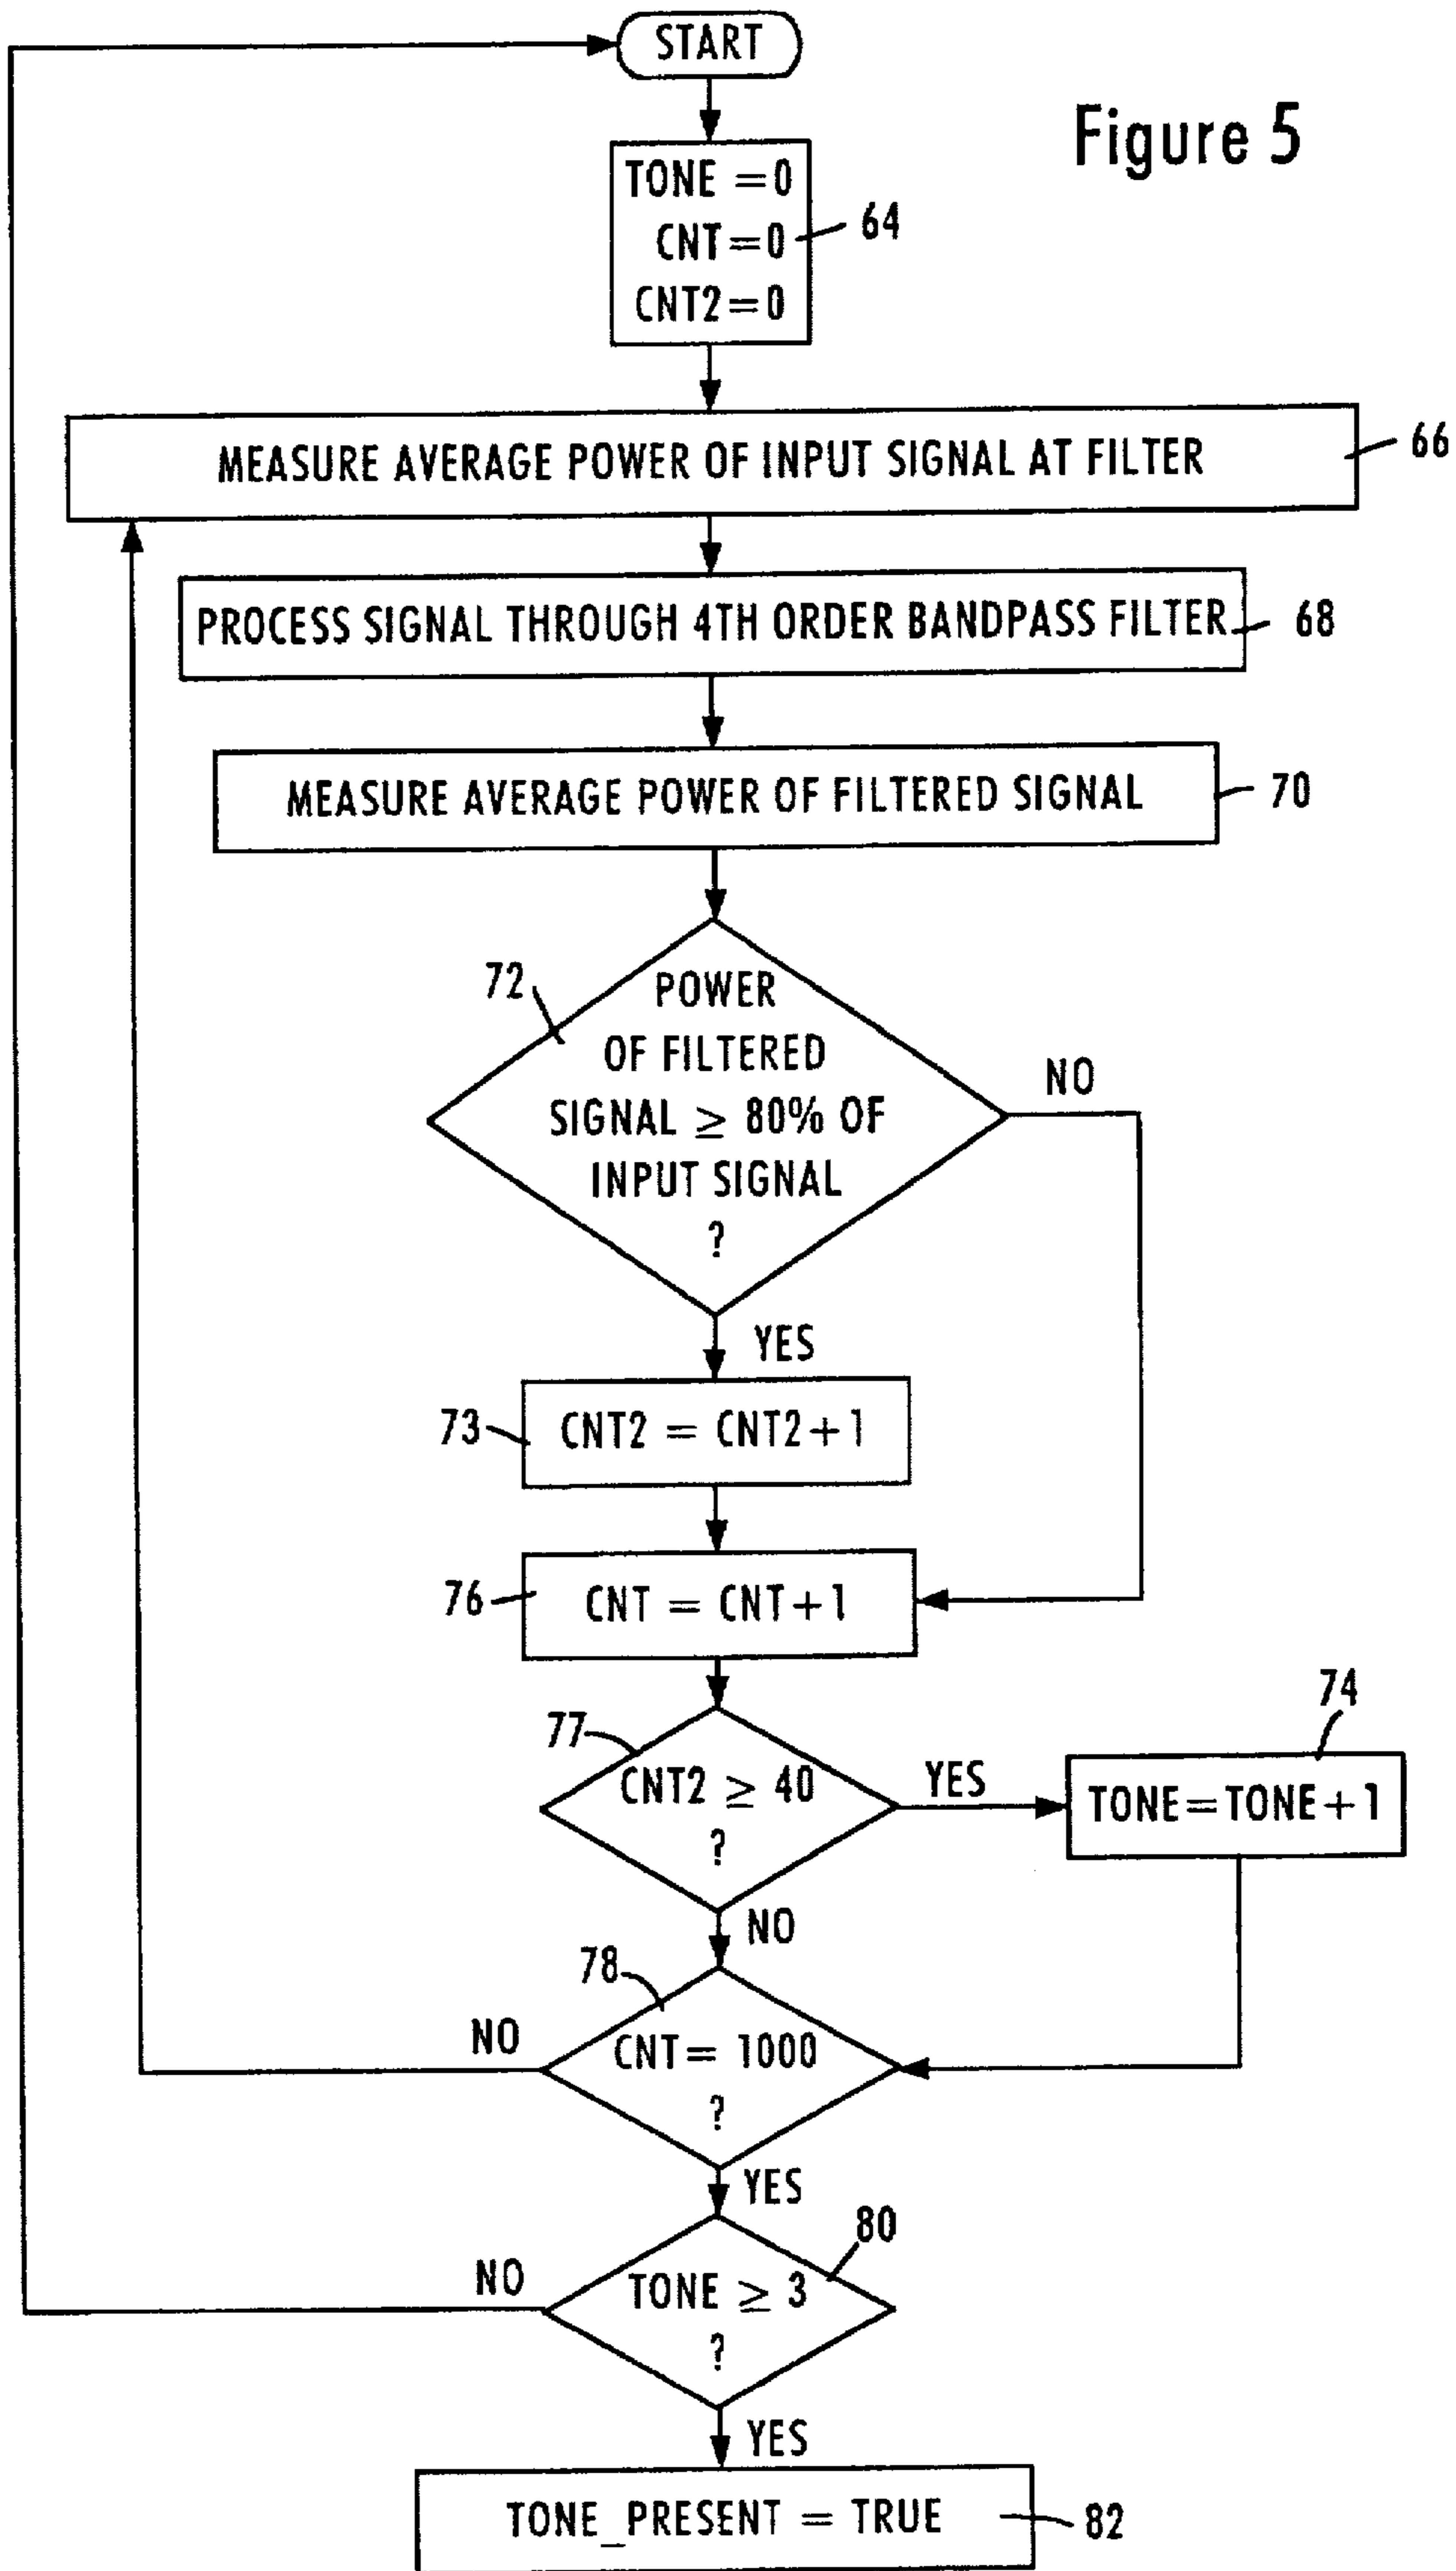 START
Figure 5
TONE =0
CNT=0
CNT2=0
64
MEASURE AVERAGE POWER OF INPUT SIGNAL AT FILTER
66
PROCESS SIGNAL THROUGH 4TH ORDER BANDPASS FILTER
68
MEASURE AVERAGE POWER OF FILTERED SIGNAL
70
72
POWER
OF FILTERED
SIGNAL ≥ 80% OF
INPUT SIGNAL
?
NO
YES
73
CNT2 = CNT2+1
76
CNT = CNT+1
77
CNT2 ≥ 40
?
YES
74
TONE=TONE+1
NO
78
CNT= 1000
?
NO
YES
80
TONE ≥ 3
?
NO
YES
TONE_PRESENT = TRUE
82